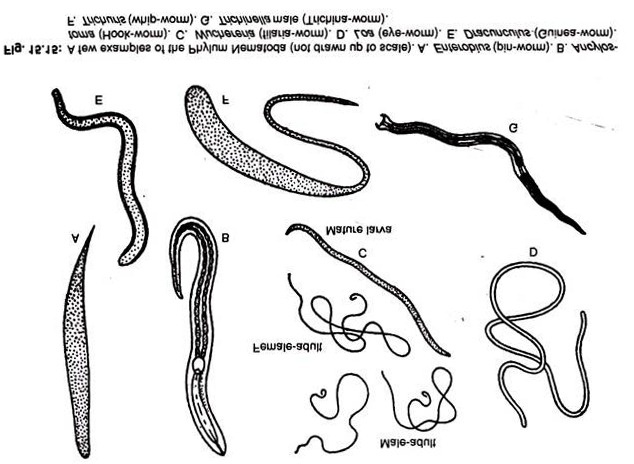 Male-adult
Female-adult
A
B
C
D
Mature larva
E
F
G
Fig. 15.15: A few examples of the Phylum Nematoda (not drawn up to scale). A. Enterobius (pin-worm). B. Ancylos-
toma (Hook-worm). C. Wuchereria (filaria-worm). D. Loa (eye-worm). E. Dracunculus (Guinea-worm).
F. Trichuris (whip-worm). G. Trichinella male (Trichina-worm).